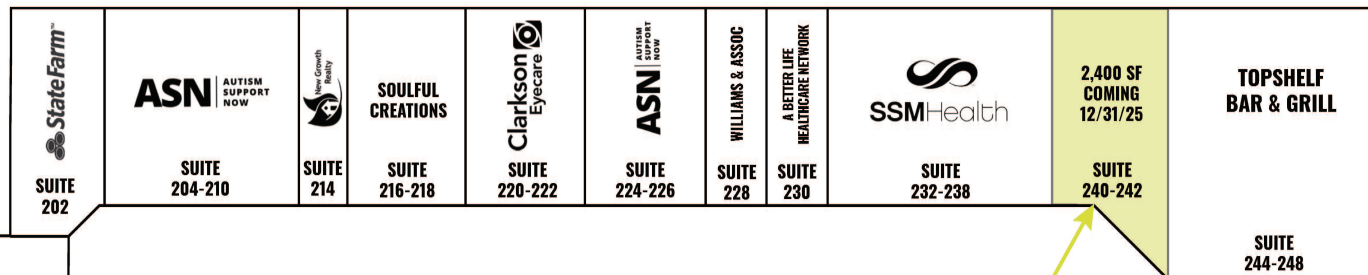 StateFarm™
SUITE
202
ASN
AUTISM
SUPPORT
NOW
SUITE
204-210
New Growth
Realty
SUITE
214
SOULFUL
CREATIONS
SUITE
216-218
Clarkson
Eyecare
SUITE
220-222
ASN
AUTISM
SUPPORT
NOW
SUITE
224-226
WILLIAMS & ASSOC
SUITE
228
A BETTER LIFE
HEALTHCARE NETWORK
SUITE
230
SSMHealth
SUITE
232-238
2,400 SF
COMING
12/31/25
SUITE
240-242
TOPSHELF
BAR & GRILL
SUITE
244-248